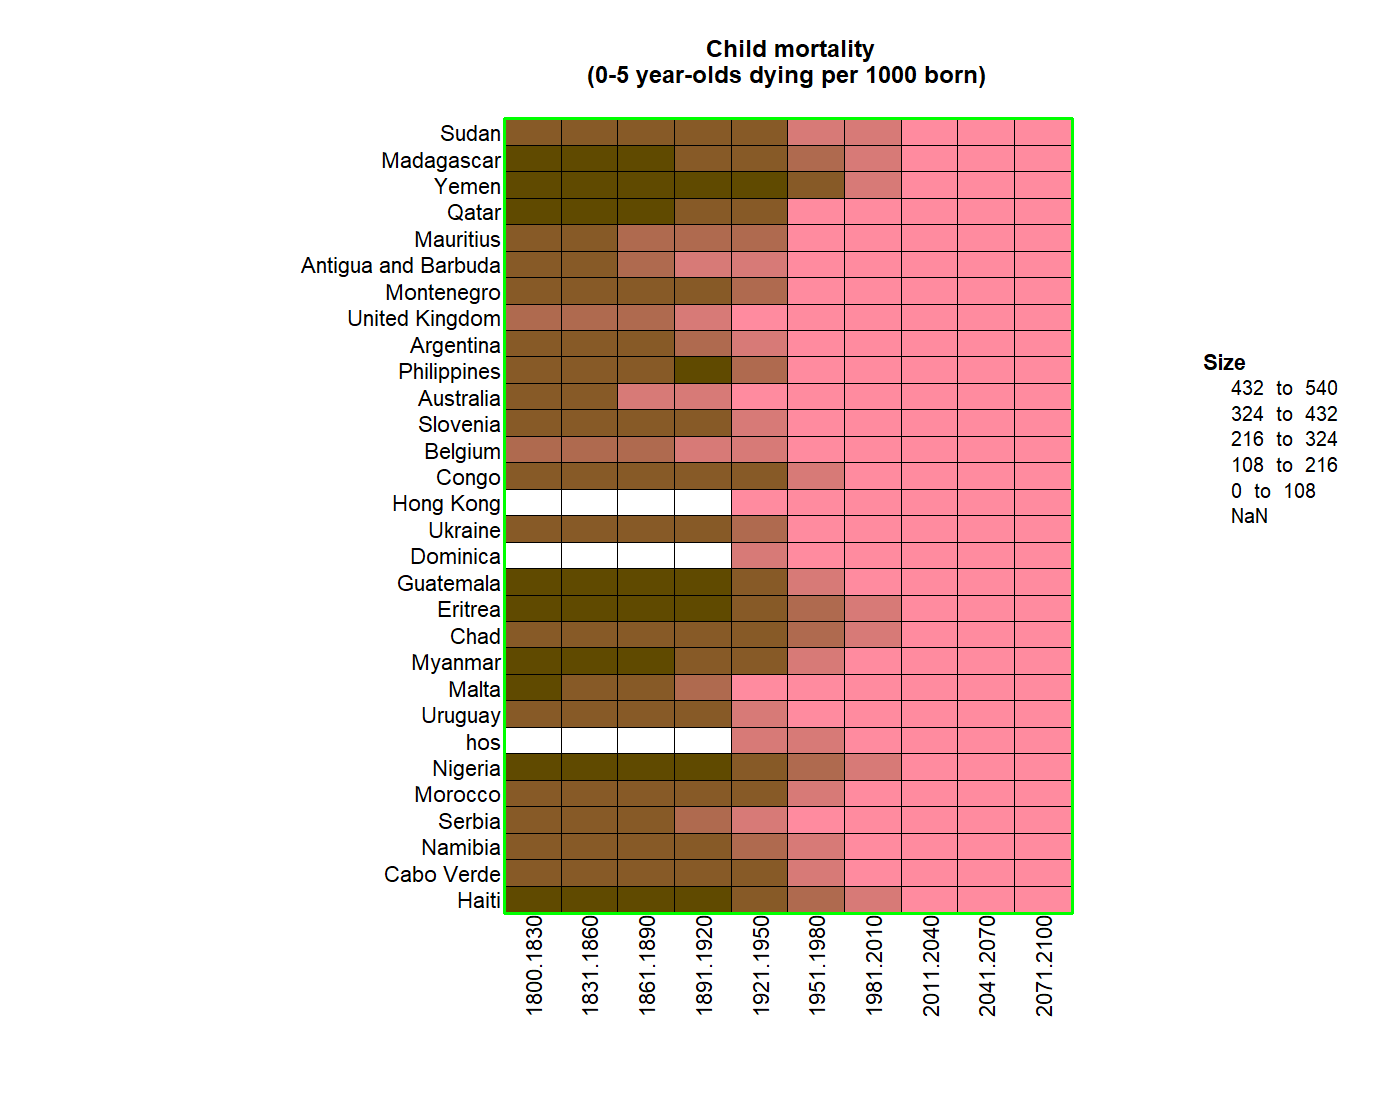 Child mortality
(0-5 year-olds dying per 1000 born)
Sudan
Madagascar
Yemen
Qatar
Mauritius
Antigua and Barbuda
Montenegro
United Kingdom
Argentina
Philippines
Australia
Slovenia
Belgium
Congo
Hong Kong
Ukraine
Dominica
Guatemala
Eritrea
Chad
Myanmar
Malta
Uruguay
hos
Nigeria
Morocco
Serbia
Namibia
Cabo Verde
Haiti
1800.1830
1831.1860
1861.1890
1891.1920
1921.1950
1951.1980
1981.2010
2011.2040
2041.2070
2071.2100
Size
432 to 540
324 to 432
216 to 324
108 to 216
0 to 108
NaN